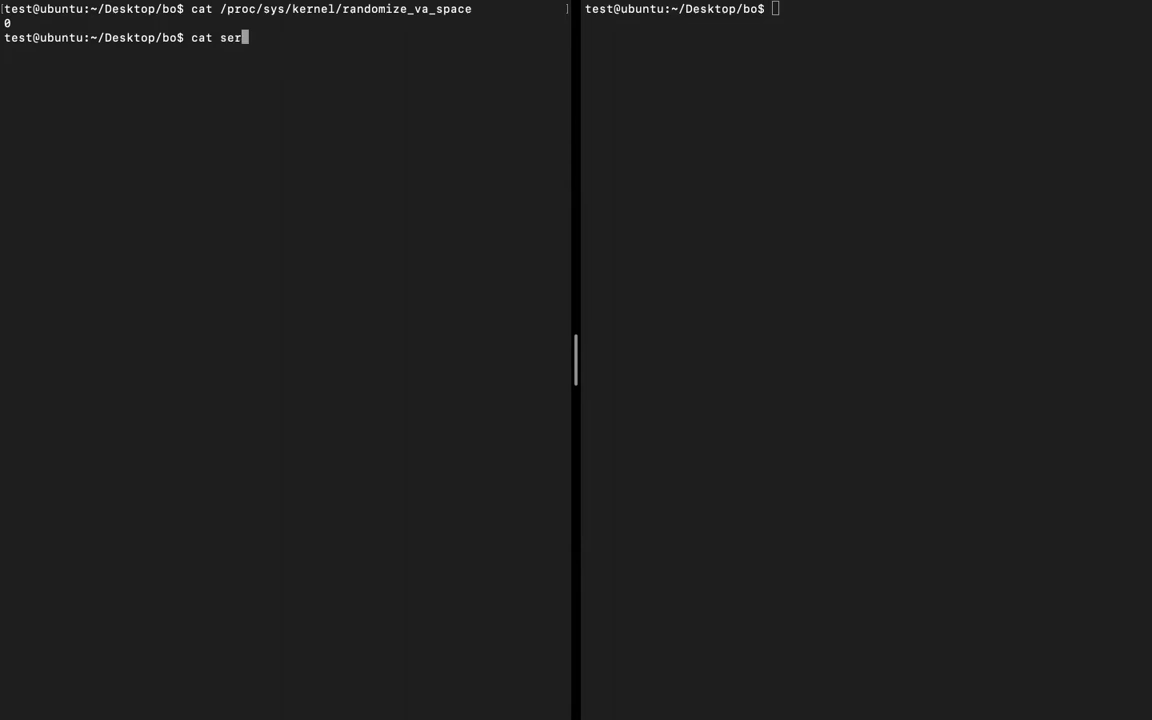 [test@ubuntu:~/Desktop/bo$ cat /proc/sys/kernel/randomize_va_space ]
0
test@ubuntu:~/Desktop/bo$ cat ser
test@ubuntu:~/Desktop/bo$